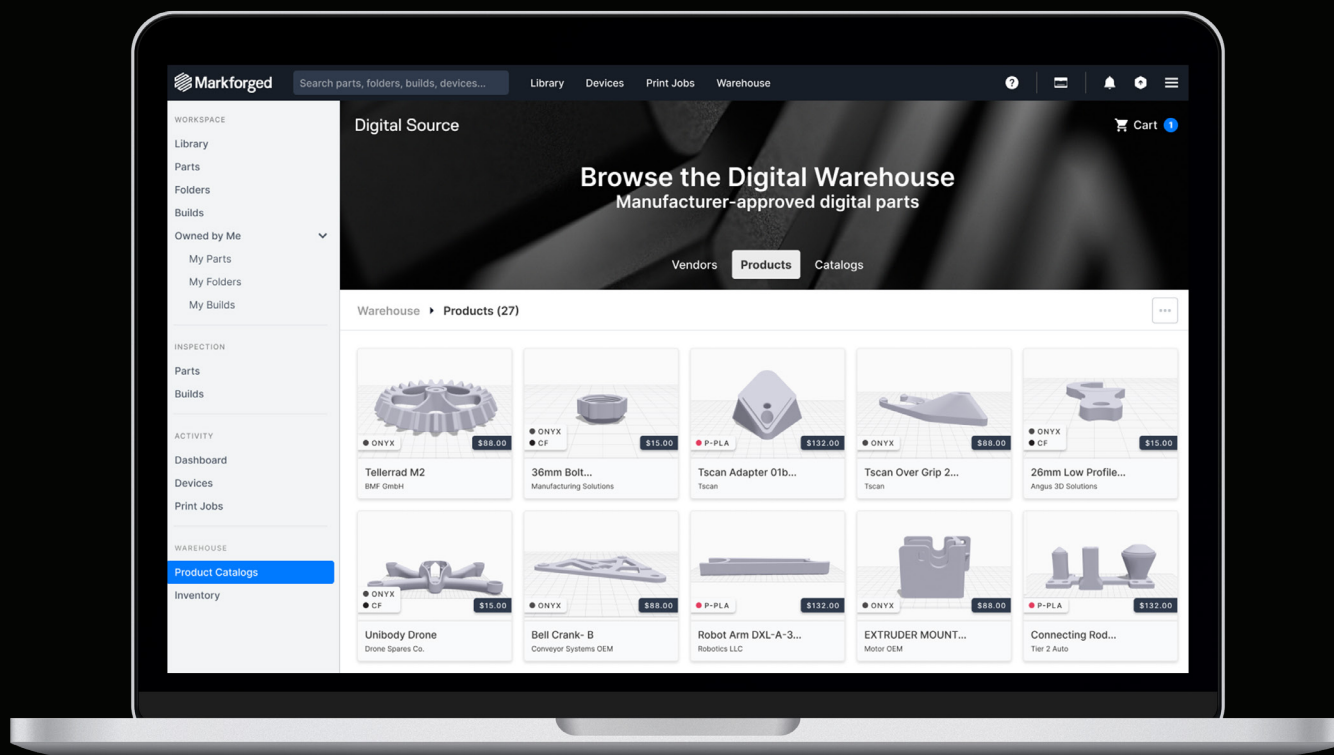 Markforged
Search parts, folders, builds, devices...
Library
Devices
Print Jobs
Warehouse
WORKSPACE
Library
Parts
Folders
Builds
Owned by Me
My Parts
My Folders
My Builds
INSPECTION
Parts
Builds
ACTIVITY
Dashboard
Devices
Print Jobs
WAREHOUSE
Product Catalogs
Inventory
Digital Source
Cart 1
Browse the Digital Warehouse
Manufacturer-approved digital parts
Vendors
Products
Catalogs
Warehouse
Products (27)
ONYX
$88.00
Tellerrad M2
BMF GmbH
ONYX
CF
$15.00
36mm Bolt...
Manufacturing Solutions
P-PLA
$132.00
Tscan Adapter 01b...
Tscan
ONYX
$88.00
Tscan Over Grip 2...
Tscan
ONYX
CF
$15.00
26mm Low Profile...
Angus 3D Solutions
ONYX
CF
$15.00
Unibody Drone
Drone Spares Co.
ONYX
$88.00
Bell Crank- B
Conveyor Systems OEM
P-PLA
$132.00
Robot Arm DXL-A-3...
Robotics LLC
ONYX
$88.00
EXTRUDER MOUNT...
Motor OEM
P-PLA
$132.00
Connecting Rod...
Tier 2 Auto